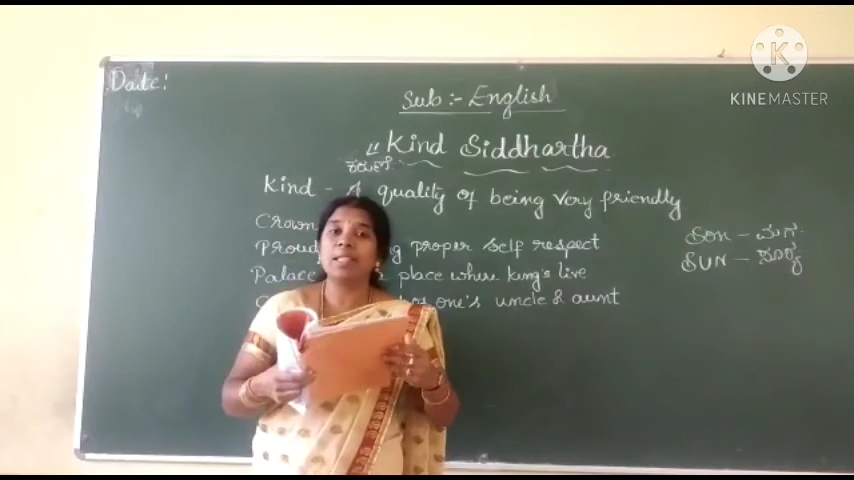 Date:
Sub:- English
"Kind Siddhartha
ಕರುಣೆ
Kind - A quality of being very friendly
Crown
Proud proper self respect
Palace place where king's live
one's uncle & aunt
Son - ಮಗ
SUN - ಸೂರ್ಯ
KINEMASTER